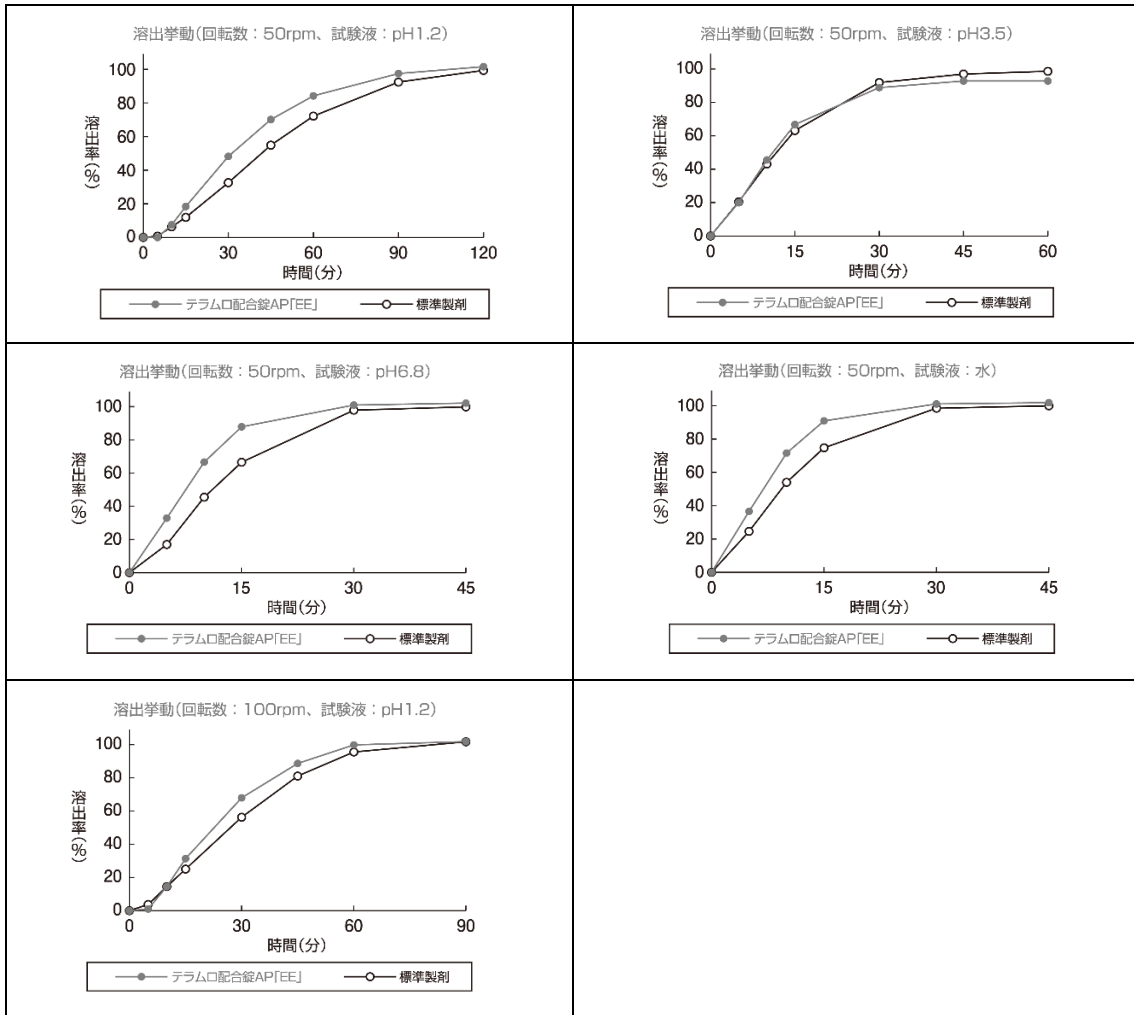 溶出挙動(回転数：50rpm、試験液：pH1.2)
溶出率(%)
100
80
60
40
20
0
0 30 60 90 120
時間(分)
テラムロ配合錠AP「EE」 標準製剤
溶出挙動(回転数：50rpm、試験液：pH3.5)
溶出率(%)
100
80
60
40
20
0
0 15 30 45 60
時間(分)
テラムロ配合錠AP「EE」 標準製剤
溶出挙動(回転数：50rpm、試験液：pH6.8)
溶出率(%)
100
80
60
40
20
0
0 15 30 45
時間(分)
テラムロ配合錠AP「EE」 標準製剤
溶出挙動(回転数：50rpm、試験液：水)
溶出率(%)
100
80
60
40
20
0
0 15 30 45
時間(分)
テラムロ配合錠AP「EE」 標準製剤
溶出挙動(回転数：100rpm、試験液：pH1.2)
溶出率(%)
100
80
60
40
20
0
0 30 60 90
時間(分)
テラムロ配合錠AP「EE」 標準製剤